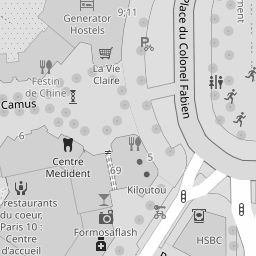 9;11
Generator
Hostels
Place du Colonel Fabien
La Vie
Claire
Festin
de Chine
Camus
6
Centre
Medident
69
5
Kiloutou
restaurants
du coeur,
Paris 10 :
Centre
d'accueil
Formosaflash
HSBC